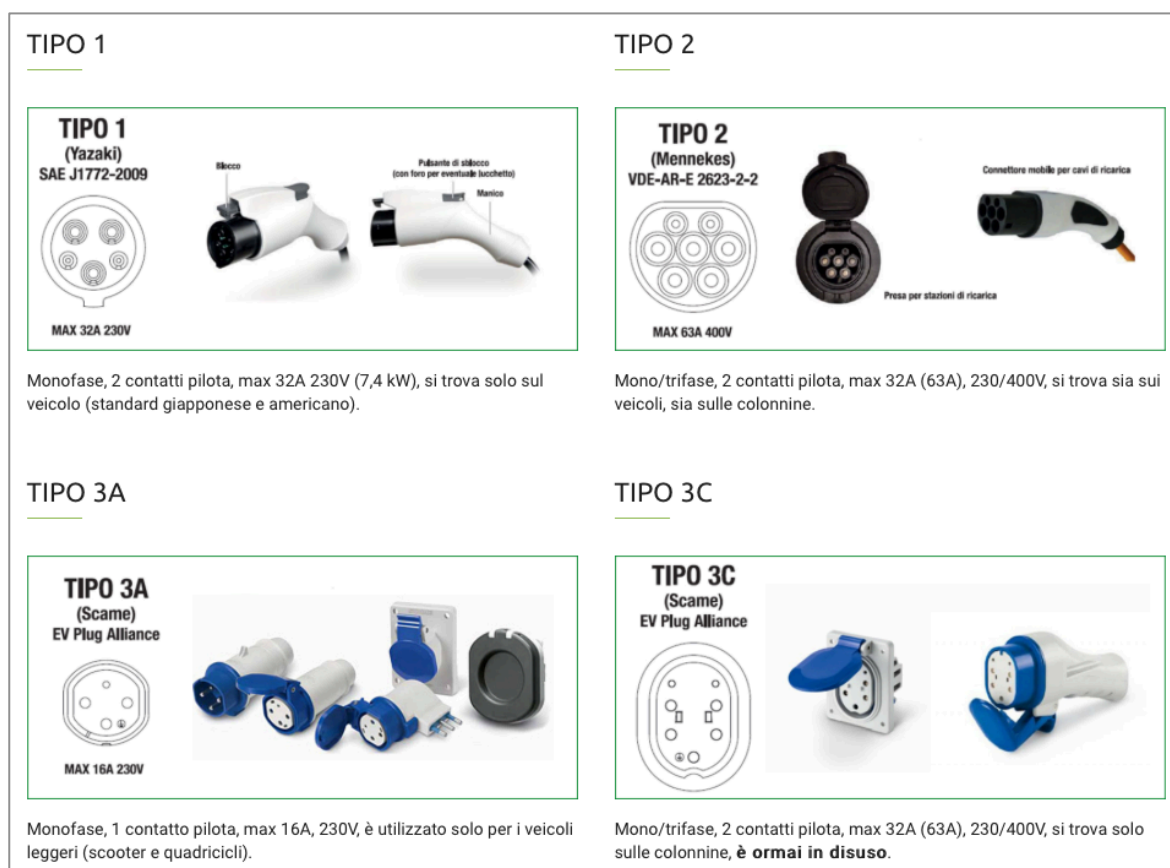 TIPO 1
TIPO 1
(Yazaki)
SAE J1772-2009
Blocco
Pulsante di sblocco
(con foro per eventuale lucchetto)
Manico
MAX 32A 230V
Monofase, 2 contatti pilota, max 32A 230V (7,4 kW), si trova solo sul
veicolo (standard giapponese e americano).
TIPO 2
TIPO 2
(Mennekes)
VDE-AR-E 2623-2-2
Connettore mobile per cavi di ricarica
Presa per stazioni di ricarica
MAX 63A 400V
Mono/trifase, 2 contatti pilota, max 32A (63A), 230/400V, si trova sia sui
veicoli, sia sulle colonnine.
TIPO 3A
TIPO 3A
(Scame)
EV Plug Alliance
MAX 16A 230V
Monofase, 1 contatto pilota, max 16A, 230V, è utilizzato solo per i veicoli
leggeri (scooter e quadricicli).
TIPO 3C
TIPO 3C
(Scame)
EV Plug Alliance
Mono/trifase, 2 contatti pilota, max 32A (63A), 230/400V, si trova solo
sulle colonnine, è ormai in disuso.